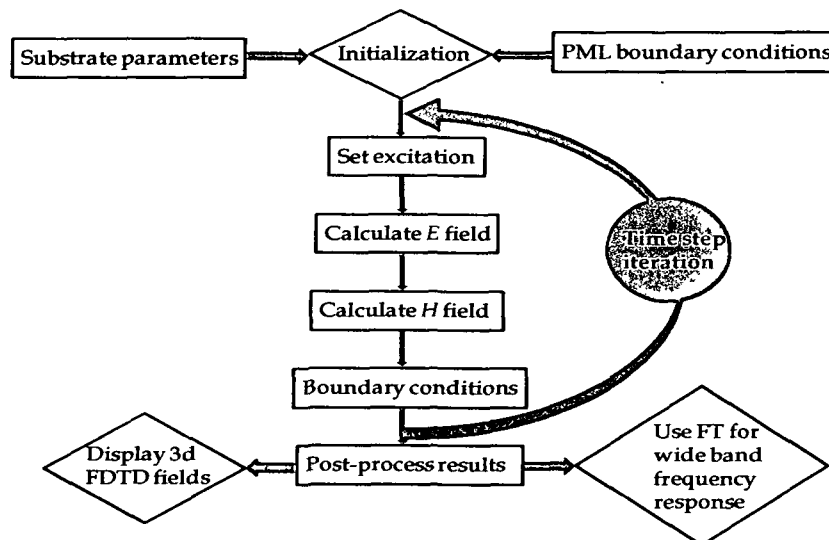 Substrate parameters
Initialization
PML boundary conditions
Set excitation
Calculate E field
Time step
iteration
Calculate H field
Boundary conditions
Display 3d
FDTD fields
Post-process results
Use FT for
wide band
frequency
response